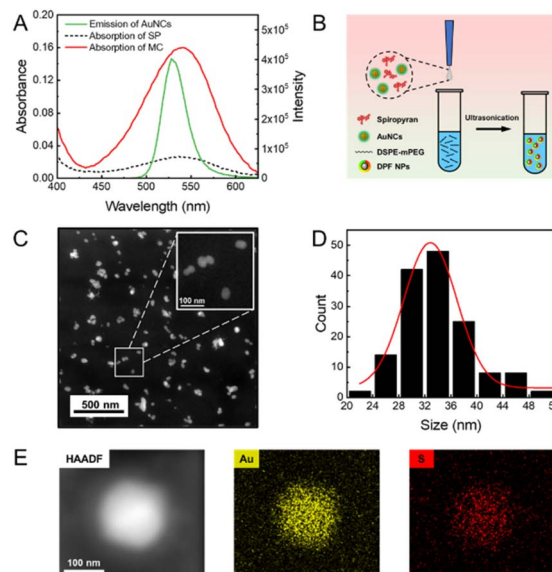 A
Emission of AuNCs
Absorption of SP
Absorption of MC
0.20
0.16
0.12
0.08
0.04
0.00
Absorbance
400 450 500 550 600
Wavelength (nm)
5x10⁵
4x10⁵
3x10⁵
2x10⁵
1x10⁵
0
Intensity
B
Spiropyran
AuNCs
DSPE-mPEG
DPF NPs
Ultrasonication
C
100 nm
500 nm
D
50
40
30
20
10
0
Count
20 24 28 32 36 40 44 48 52
Size (nm)
E
HAADF
100 nm
Au
S